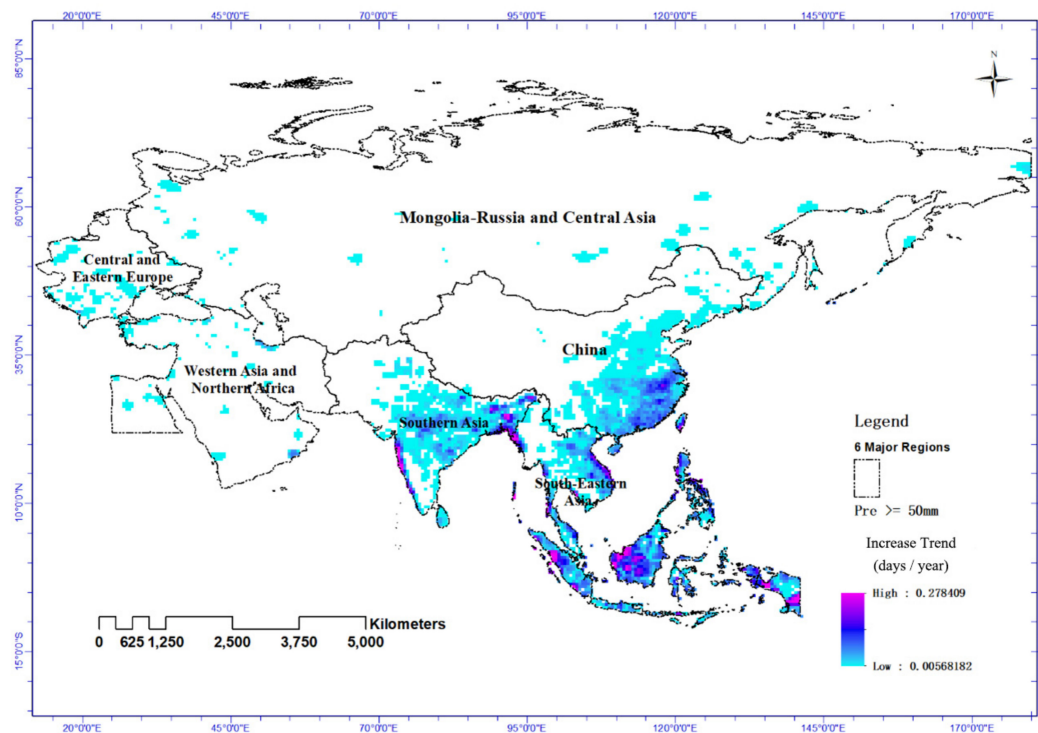 20°0'0"E 45°0'0"E 70°0'0"E 95°0'0"E 120°0'0"E 145°0'0"E 170°0'0"E
N
85°0'0"N
60°0'0"N
35°0'0"N
10°0'0"N
15°0'0"S
Mongolia-Russia and Central Asia
Central and
Eastern Europe
China
Western Asia and
Northern Africa
Southern Asia
South-Eastern
Asia
Legend
6 Major Regions
Pre >= 50mm
Increase Trend
(days / year)
High : 0.278409
Low : 0.00568182
Kilometers
0 625 1,250 2,500 3,750 5,000
20°0'0"E 45°0'0"E 70°0'0"E 95°0'0"E 120°0'0"E 145°0'0"E 170°0'0"E